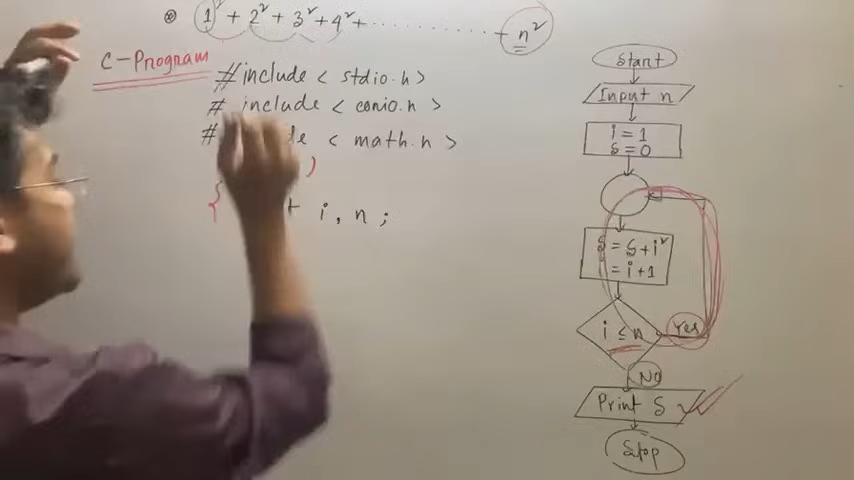 1² + 2² + 3² + 4² + ............... + n²
C-Program
#include < stdio.h >
# include < conio.h >
# de < math.h >
)
{ t i, n ;
Start
Input n
i = 1
S = 0
S = S + i²
= i + 1
i ≤ n
Yes
No
Print S
Stop